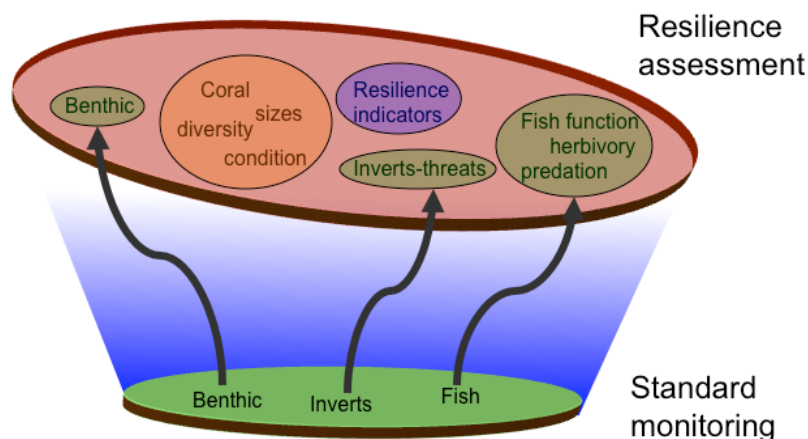 Resilience
assessment
Benthic
Coral
sizes
diversity
condition
Resilience
indicators
Inverts-threats
Fish function
herbivory
predation
Benthic
Inverts
Fish
Standard
monitoring